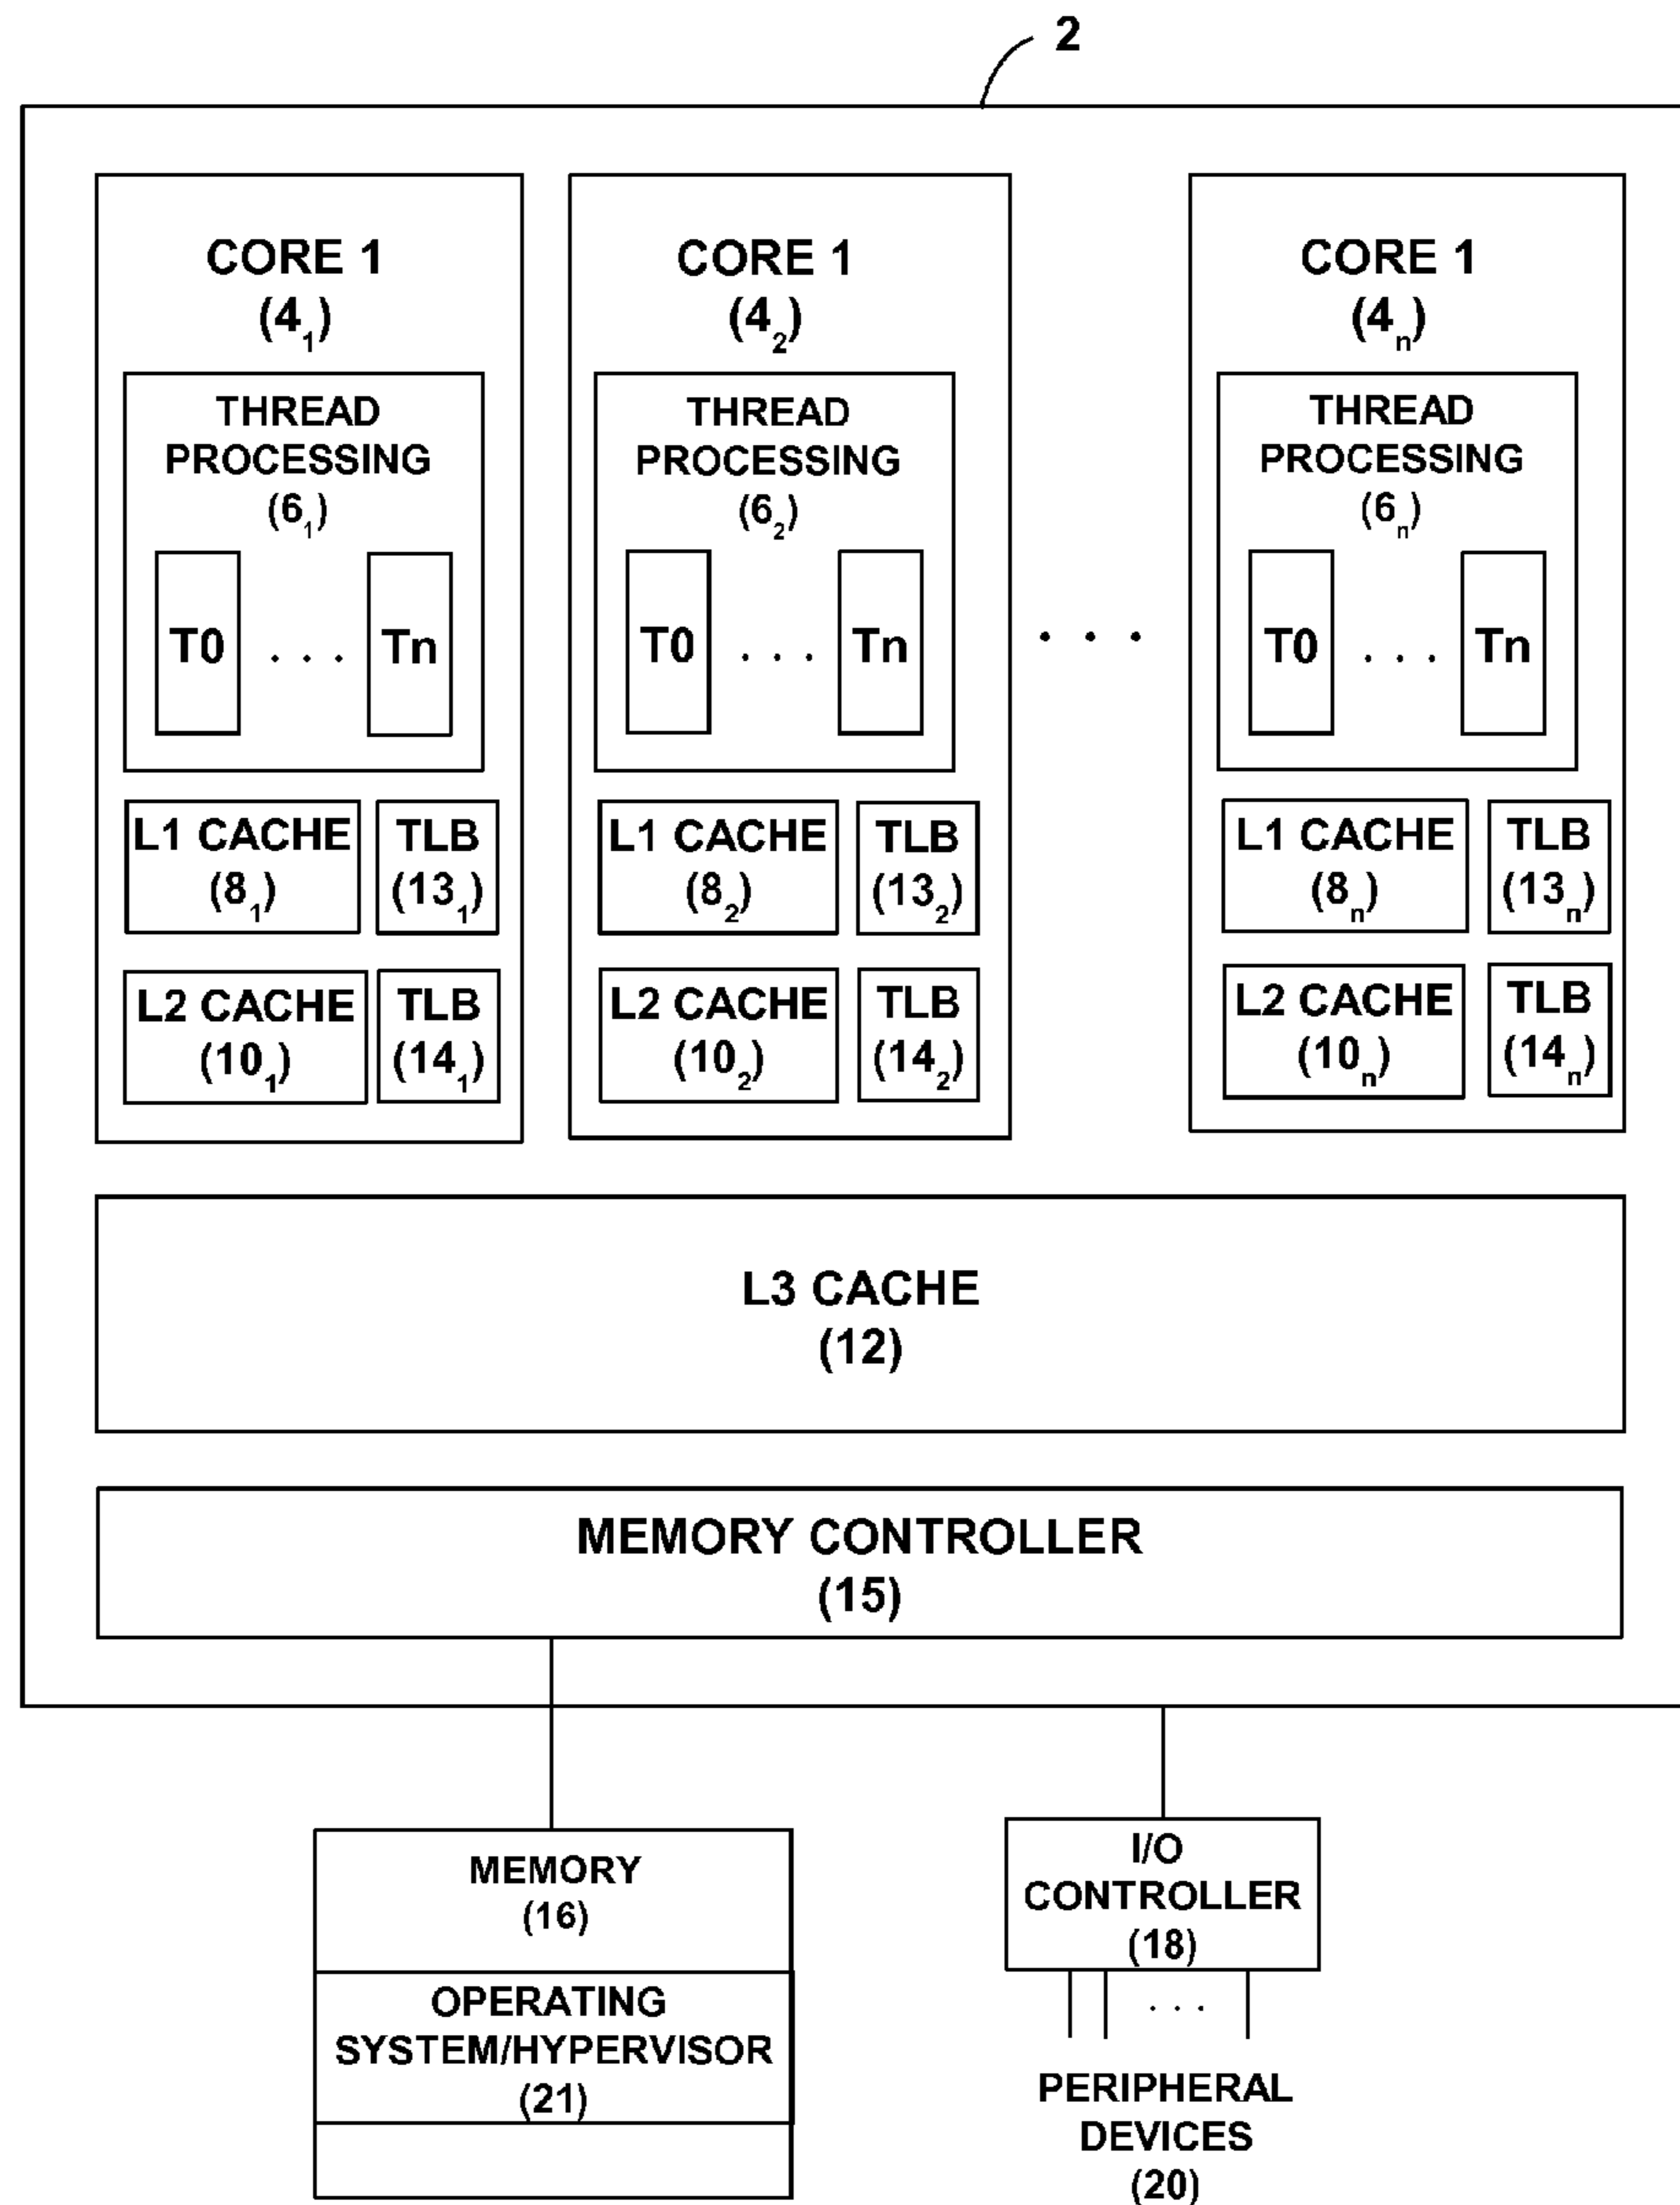 2
CORE 1
(4₁)
THREAD
PROCESSING
(6₁)
T0 . . . Tn
L1 CACHE
(8₁)
TLB
(13₁)
L2 CACHE
(10₁)
TLB
(14₁)
CORE 1
(4₂)
THREAD
PROCESSING
(6₂)
T0 . . . Tn
L1 CACHE
(8₂)
TLB
(13₂)
L2 CACHE
(10₂)
TLB
(14₂)
. . .
CORE 1
(4ₙ)
THREAD
PROCESSING
(6ₙ)
T0 . . . Tn
L1 CACHE
(8ₙ)
TLB
(13ₙ)
L2 CACHE
(10ₙ)
TLB
(14ₙ)
L3 CACHE
(12)
MEMORY CONTROLLER
(15)
MEMORY
(16)
OPERATING
SYSTEM/HYPERVISOR
(21)
I/O
CONTROLLER
(18)
. . .
PERIPHERAL
DEVICES
(20)